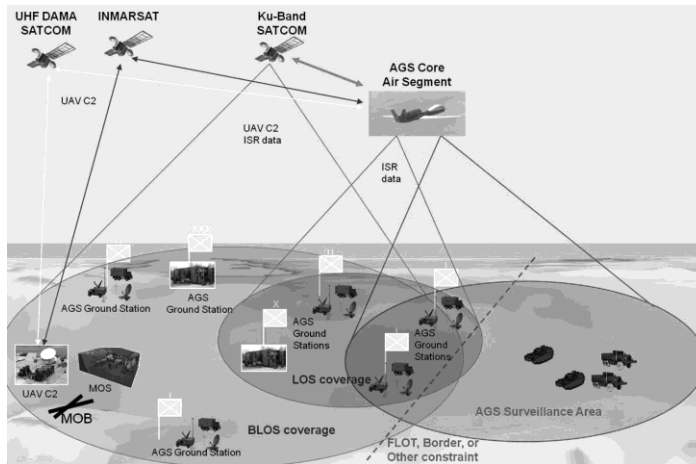 UHF DAMA
SATCOM
INMARSAT
Ku-Band
SATCOM
AGS Core
Air Segment
UAV C2
UAV C2
ISR data
ISR
data
XXX
II
X
I
AGS Ground Station
AGS
Ground Station
AGS
Ground
Stations
AGS
Ground
Stations
LOS coverage
UAV C2
MOS
MOB
BLOS coverage
AGS Ground Station
AGS Surveillance Area
FLOT, Border, or
Other constraint